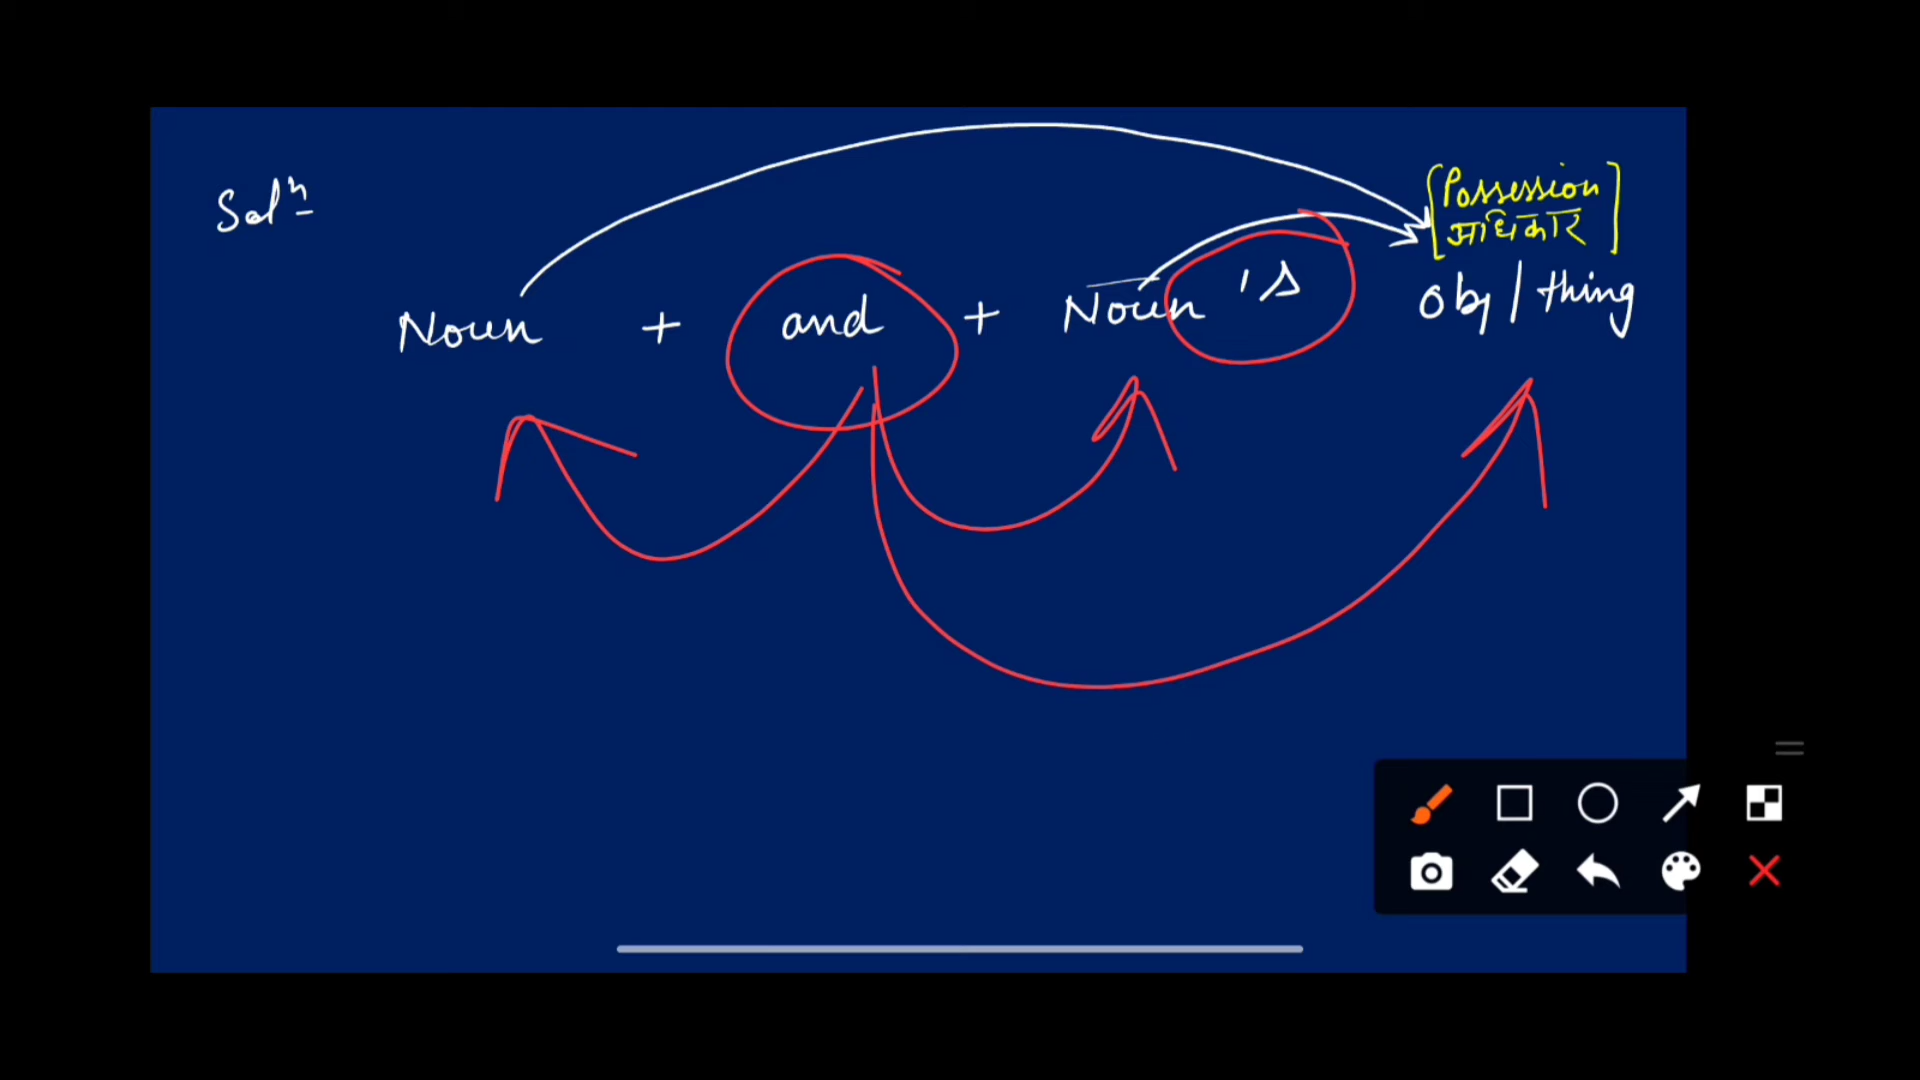 Solⁿ
[Possession
अधिकार]
Noun + and + Noun 's obj/thing